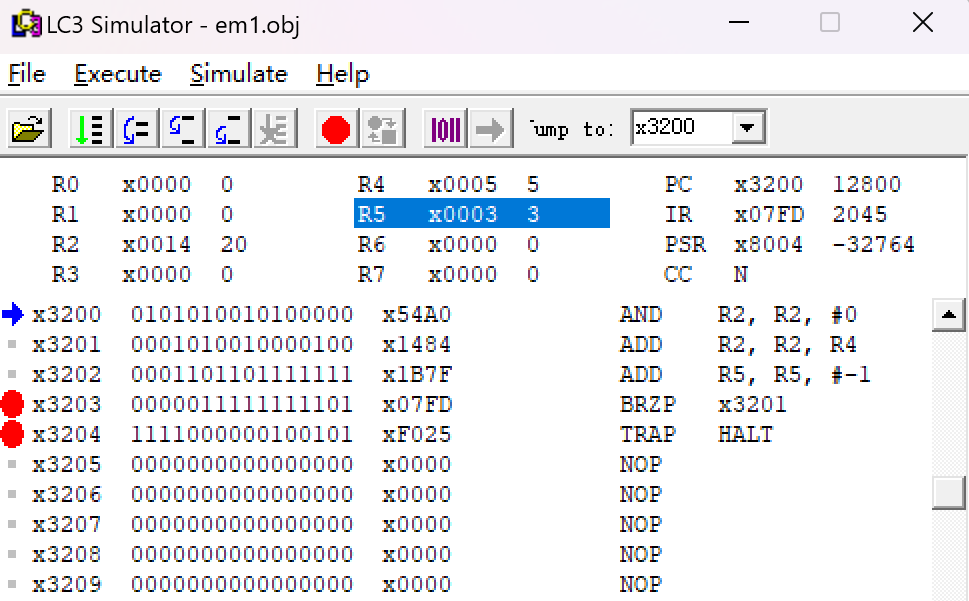 LC3 Simulator - em1.obj
File Execute Simulate Help
Jump to: x3200
R0 x0000 0 R4 x0005 5 PC x3200 12800
R1 x0000 0 R5 x0003 3 IR x07FD 2045
R2 x0014 20 R6 x0000 0 PSR x8004 -32764
R3 x0000 0 R7 x0000 0 CC N
x3200 0101010010100000 x54A0 AND R2, R2, #0
x3201 0001010010000100 x1484 ADD R2, R2, R4
x3202 0001101101111111 x1B7F ADD R5, R5, #-1
x3203 0000011111111101 x07FD BRZP x3201
x3204 1111000000100101 xF025 TRAP HALT
x3205 0000000000000000 x0000 NOP
x3206 0000000000000000 x0000 NOP
x3207 0000000000000000 x0000 NOP
x3208 0000000000000000 x0000 NOP
x3209 0000000000000000 x0000 NOP